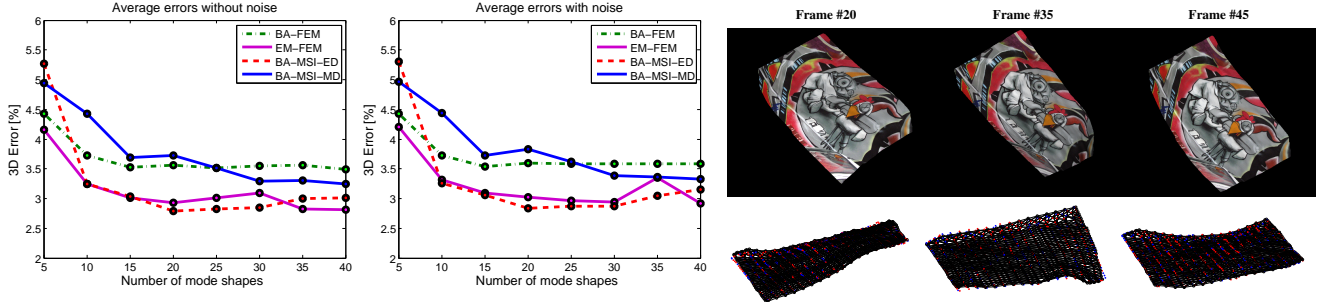 Average errors without noise
3D Error [%]
6
5.5
5
4.5
4
3.5
3
2.5
2
BA-FEM
EM-FEM
BA-MSI-ED
BA-MSI-MD
5 10 15 20 25 30 35 40
Number of mode shapes
Average errors with noise
3D Error [%]
6
5.5
5
4.5
4
3.5
3
2.5
2
BA-FEM
EM-FEM
BA-MSI-ED
BA-MSI-MD
5 10 15 20 25 30 35 40
Number of mode shapes
Frame #20 Frame #35 Frame #45